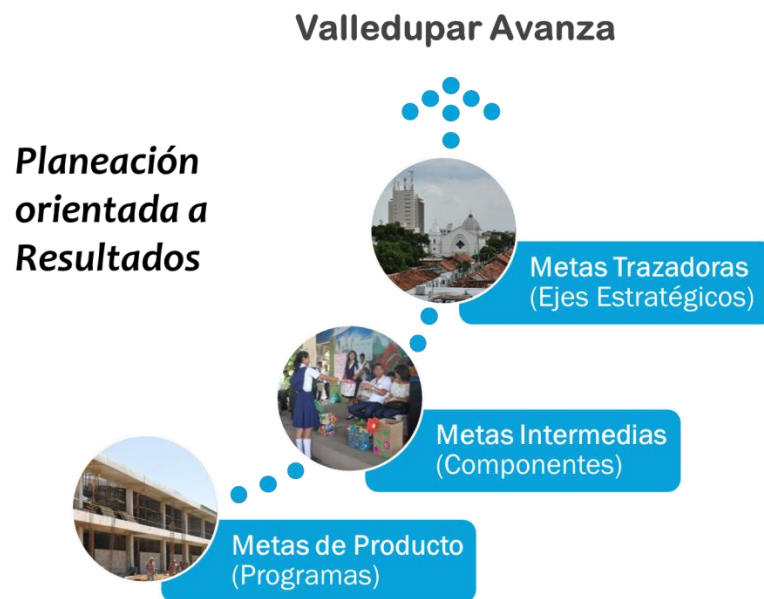 Valledupar Avanza
Planeación
orientada a
Resultados
Metas Trazadoras
(Ejes Estratégicos)
Metas Intermedias
(Componentes)
Metas de Producto
(Programas)